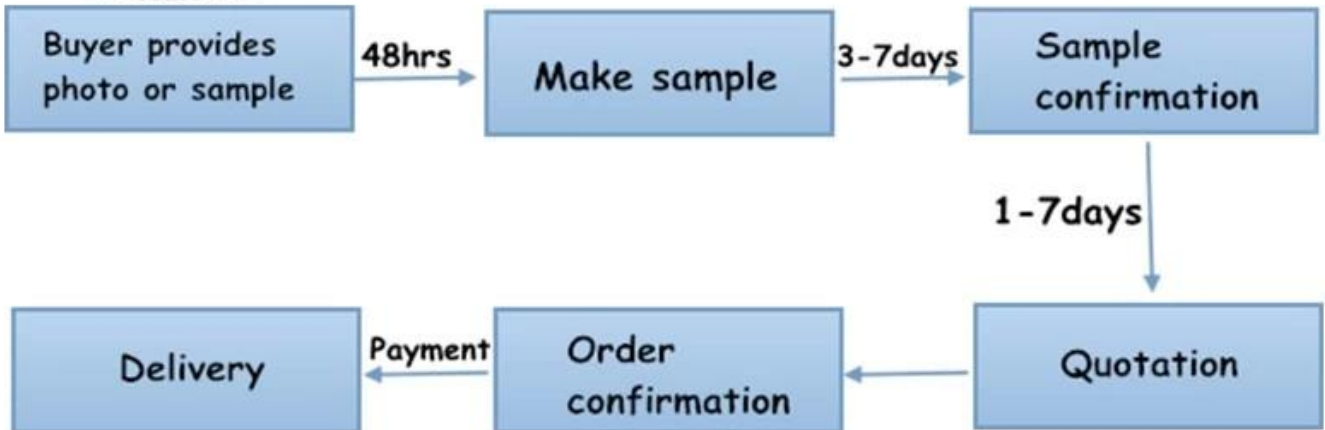 Buyer provides
photo or sample
48hrs
Make sample
3-7days
Sample
confirmation
1-7days
Quotation
Order
confirmation
Payment
Delivery